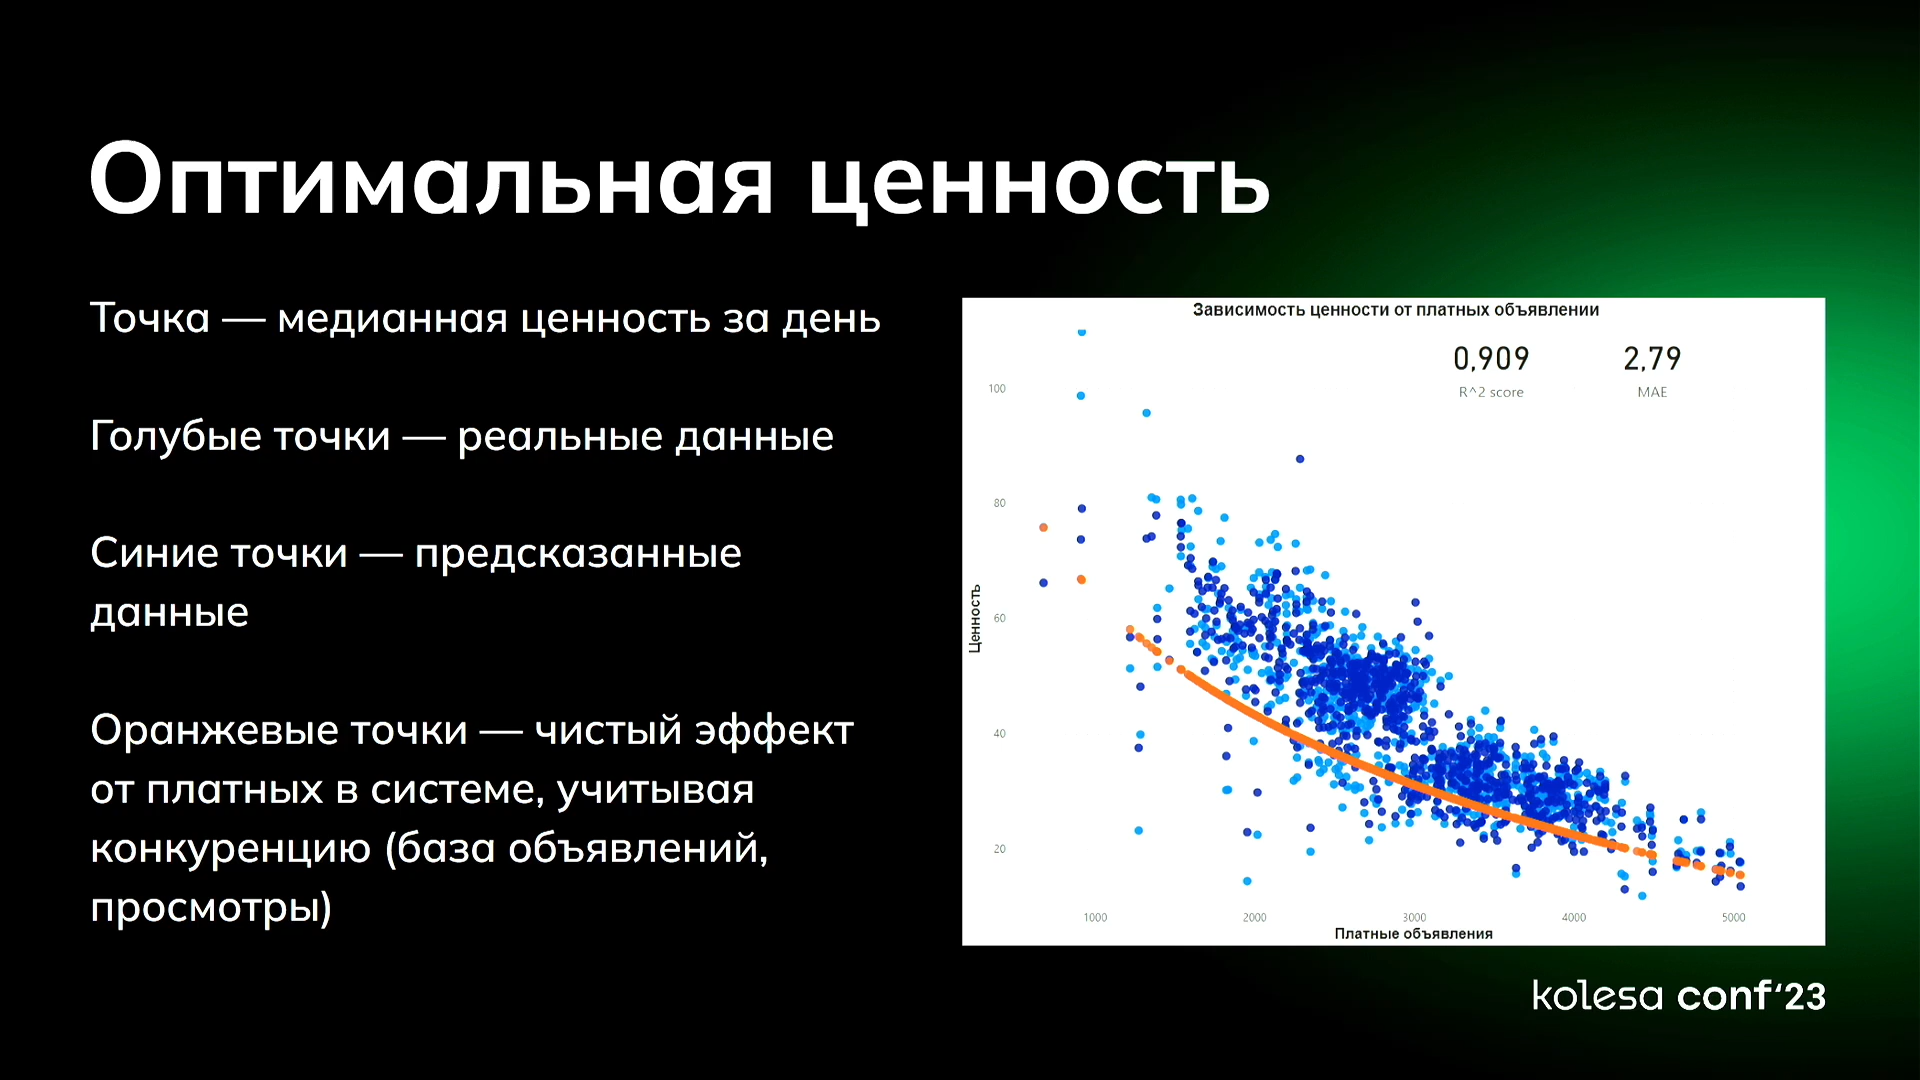 Оптимальная ценность
Точка — медианная ценность за день
Голубые точки — реальные данные
Синие точки — предсказанные
данные
Оранжевые точки — чистый эффект
от платных в системе, учитывая
конкуренцию (база объявлений,
просмотры)
Зависимость ценности от платных объявлении
0,909
R^2 score
2,79
MAE
Ценность
100
80
60
40
20
1000
2000
3000
4000
5000
Платные объявления
kolesa conf'23